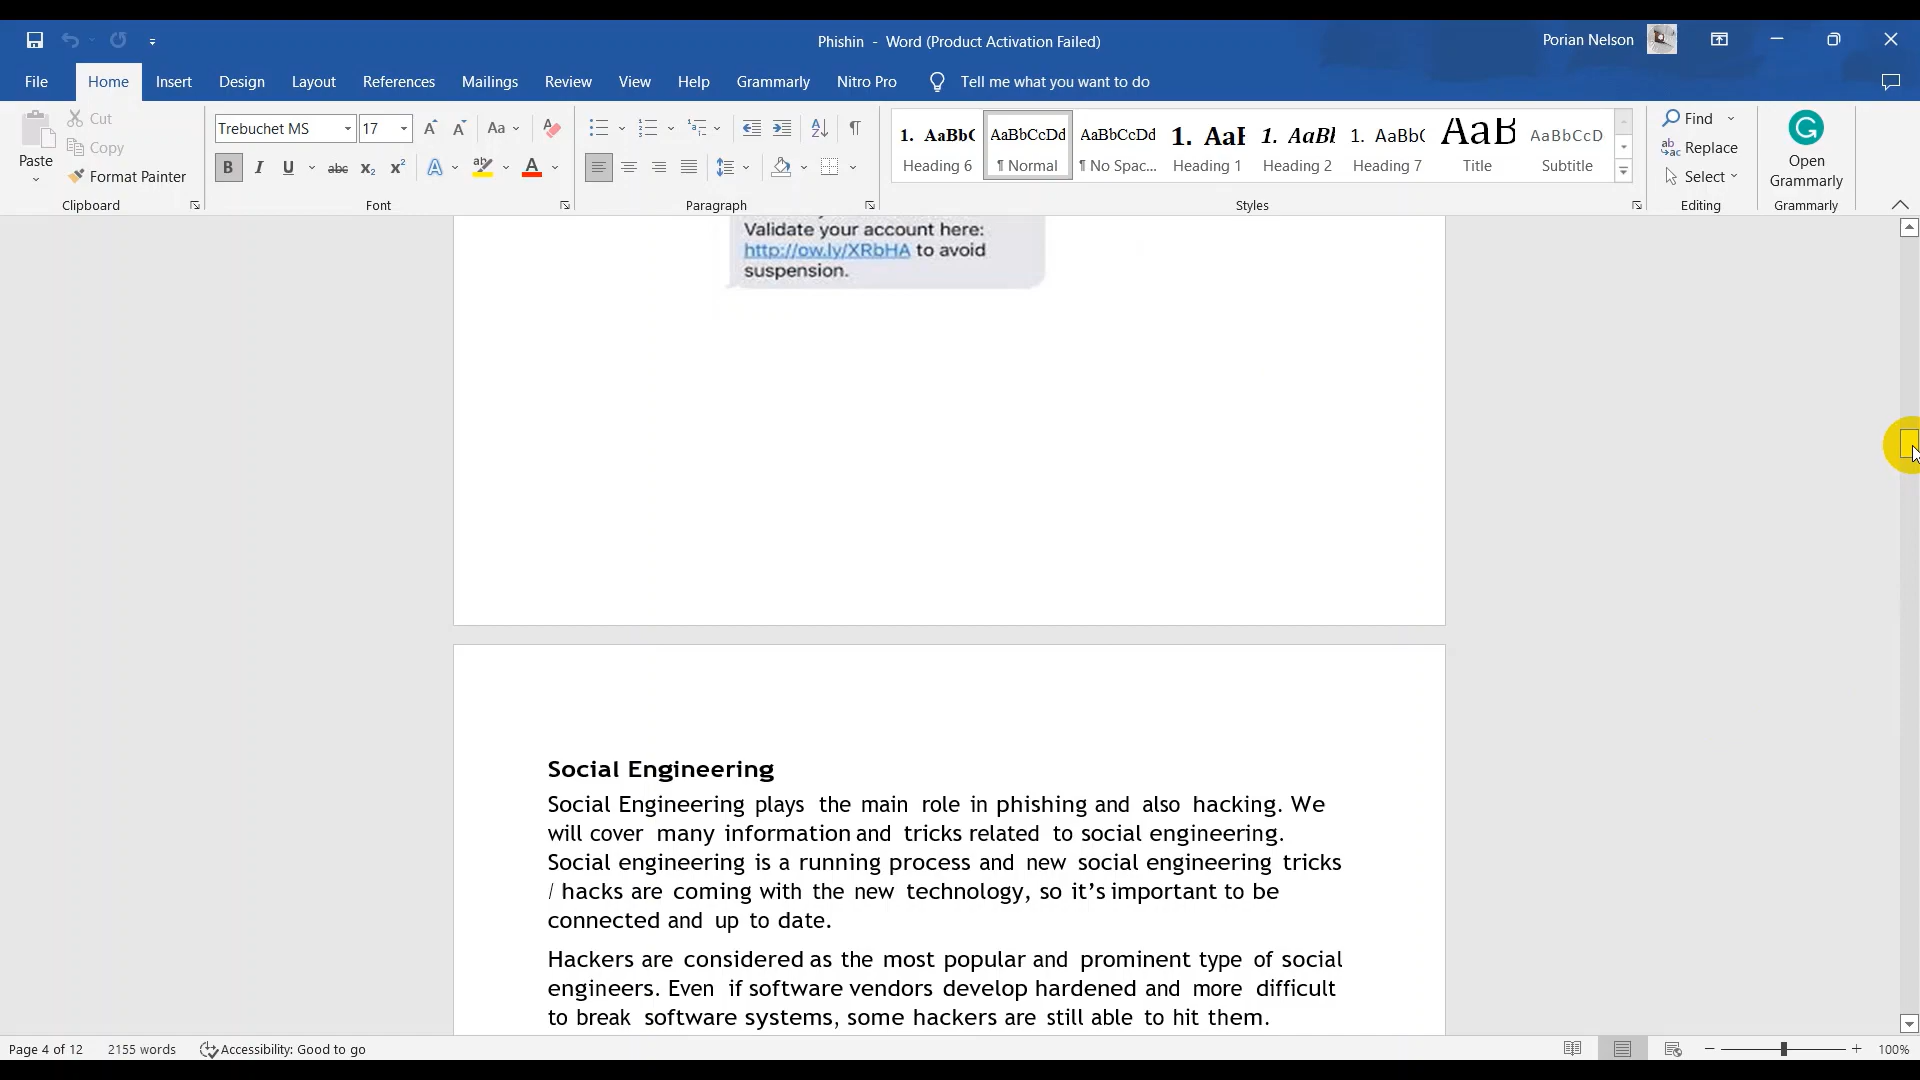 Phishin - Word (Product Activation Failed)
Porian Nelson
File Home Insert Design Layout References Mailings Review View Help Grammarly Nitro Pro Tell me what you want to do
Paste
Cut
Copy
Format Painter
Clipboard
Trebuchet MS 17
Font
Paragraph
1. AaBbC AaBbCcDd AaBbCcDd 1. AaB 1. AaBb 1. AaBbC AaB AaBbCcD
Heading 6 ¶ Normal ¶ No Spac... Heading 1 Heading 2 Heading 7 Title Subtitle
Styles
Find
Replace
Select
Editing
Open
Grammarly
Grammarly
Validate your account here:
http://ow.ly/XRbHA to avoid
suspension.
Social Engineering
Social Engineering plays the main role in phishing and also hacking. We
will cover many information and tricks related to social engineering.
Social engineering is a running process and new social engineering tricks
/ hacks are coming with the new technology, so it's important to be
connected and up to date.
Hackers are considered as the most popular and prominent type of social
engineers. Even if software vendors develop hardened and more difficult
to break software systems, some hackers are still able to hit them.
Page 4 of 12 2155 words Accessibility: Good to go 100%